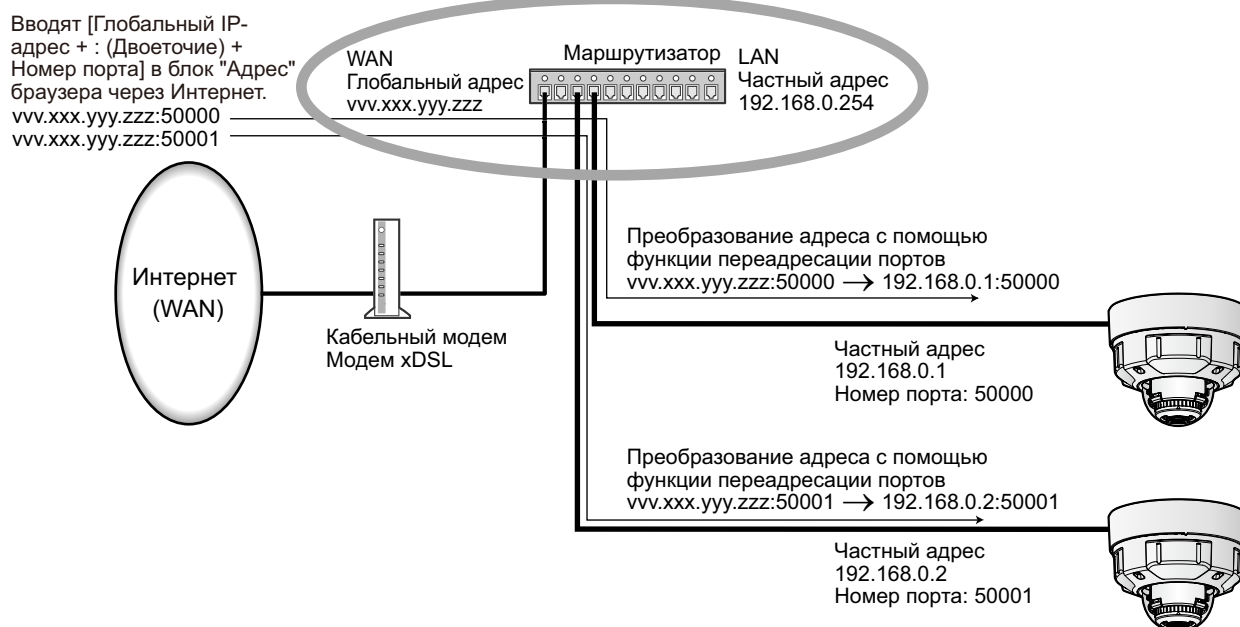 Вводят [Глобальный IP-
адрес + : (Двоеточие) +
Номер порта] в блок "Адрес"
браузера через Интернет.
vvv.xxx.yyy.zzz:50000
vvv.xxx.yyy.zzz:50001
WAN
Глобальный адрес
vvv.xxx.yyy.zzz
Маршрутизатор
LAN
Частный адрес
192.168.0.254
Интернет
(WAN)
Кабельный модем
Модем xDSL
Преобразование адреса с помощью
функции переадресации портов
vvv.xxx.yyy.zzz:50000 → 192.168.0.1:50000
Частный адрес
192.168.0.1
Номер порта: 50000
Преобразование адреса с помощью
функции переадресации портов
vvv.xxx.yyy.zzz:50001 → 192.168.0.2:50001
Частный адрес
192.168.0.2
Номер порта: 50001